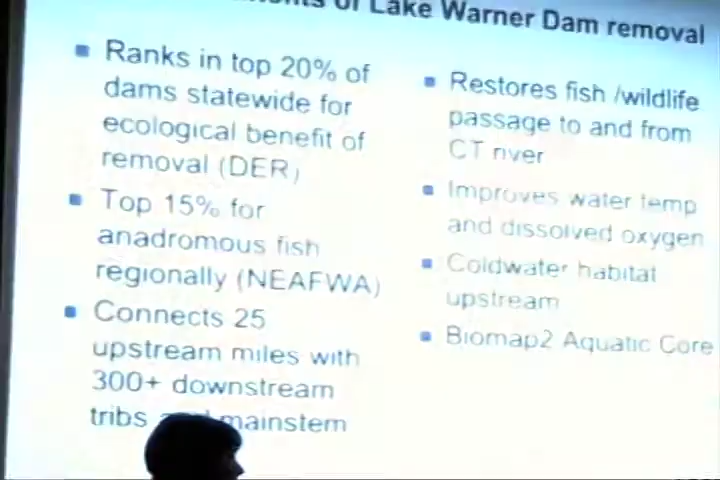 of Lake Warner Dam removal
Ranks in top 20% of
dams statewide for
ecological benefit of
removal (DER)
Top 15% for
anadromous fish
regionally (NEAFWA)
Connects 25
upstream miles with
300+ downstream
tribs and mainstem
Restores fish /wildlife
passage to and from
CT river
Improves water temp
and dissolved oxygen
Coldwater habitat
upstream
Biomap2 Aquatic Core